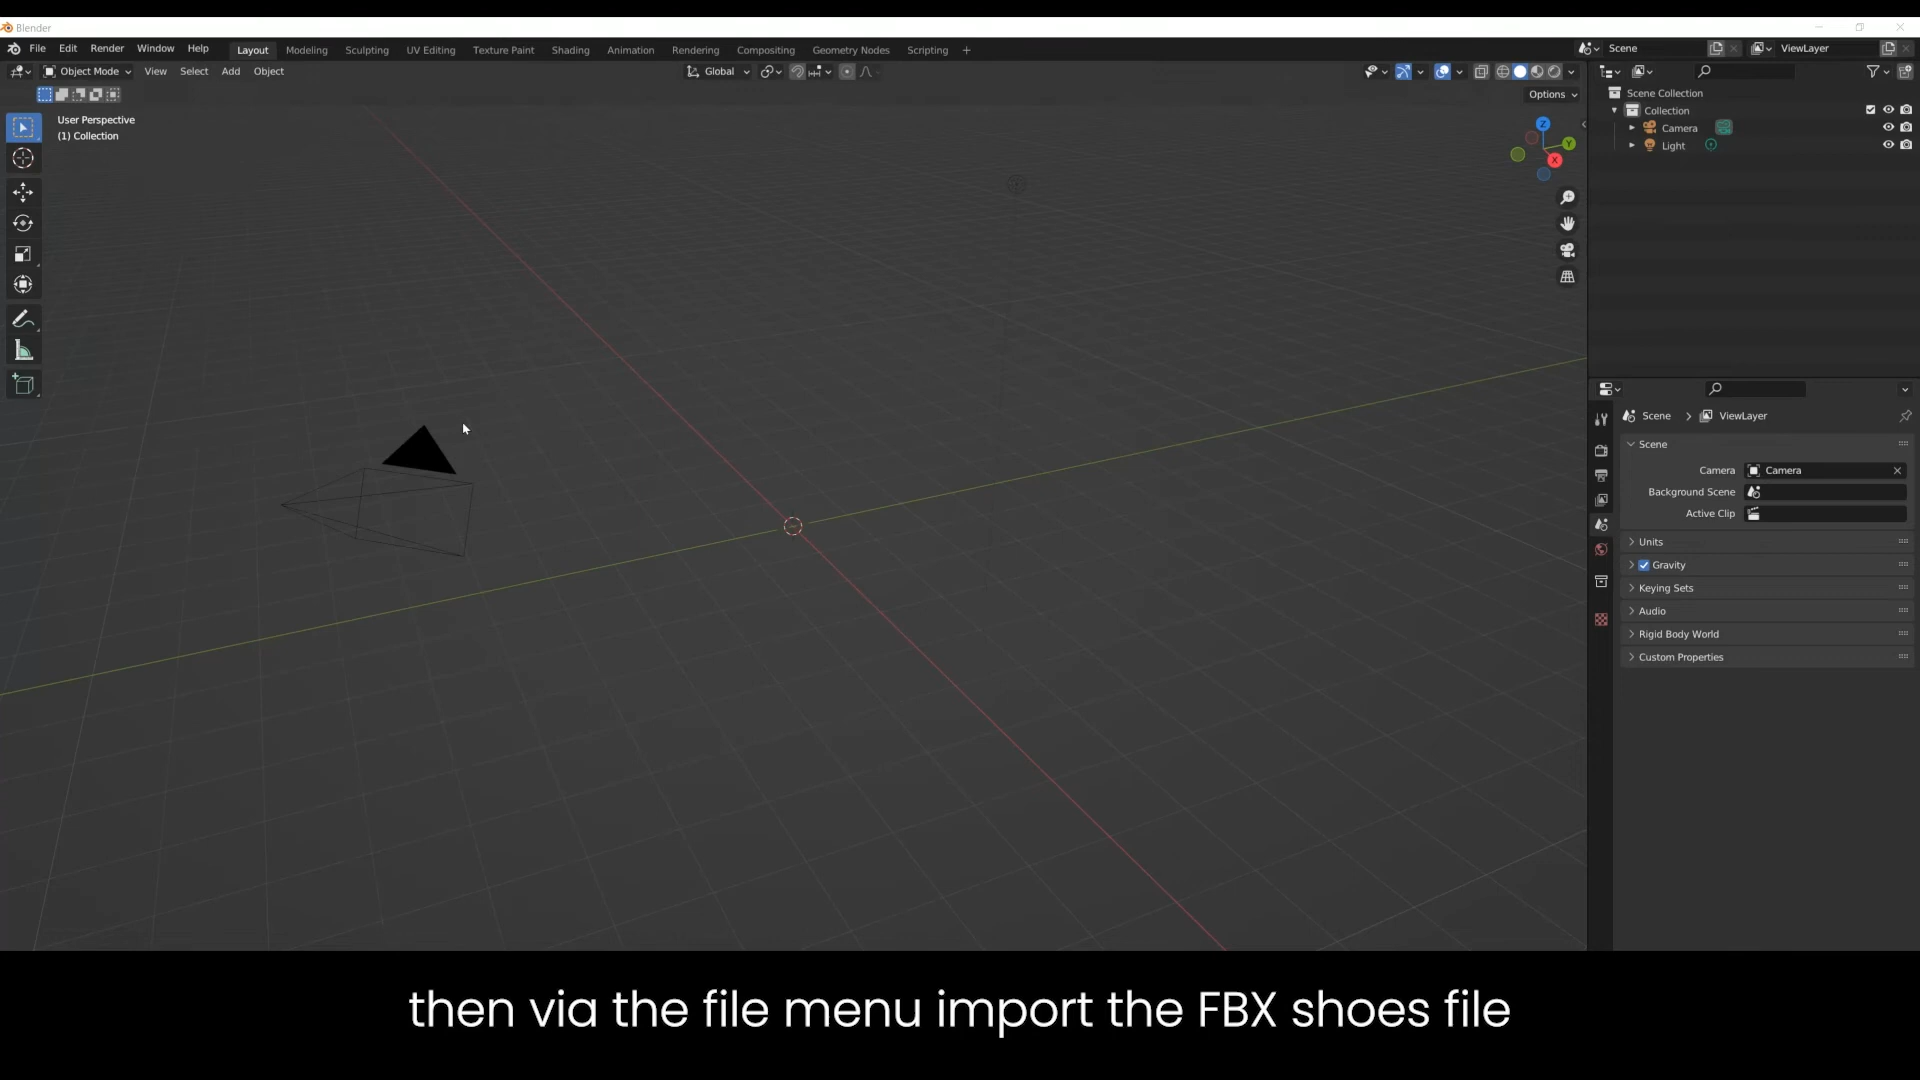 Blender
File Edit Render Window Help Layout Modeling Sculpting UV Editing Texture Paint Shading Animation Rendering Compositing Geometry Nodes Scripting + Scene ViewLayer
Object Mode View Select Add Object Global
Options
User Perspective
(1) Collection
Z
Y
X
Scene Collection
Collection
Camera
Light
Scene > ViewLayer
Scene
Camera Camera
Background Scene
Active Clip
Units
Gravity
Keying Sets
Audio
Rigid Body World
Custom Properties
then via the file menu import the FBX shoes file